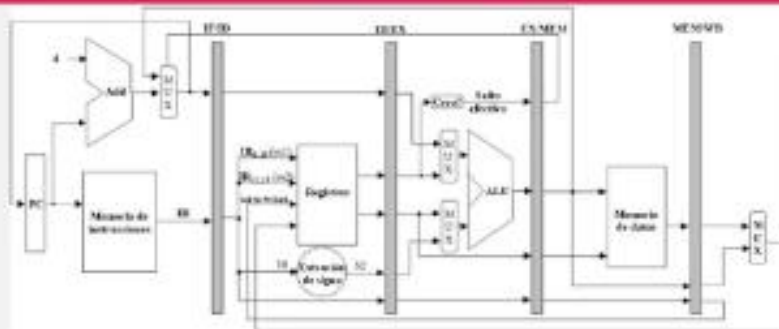 IF/ID
ID/EX
EX/MEM
MEM/WB
4
Add
M
U
X
Salto
efectivo
PC
Memoria de
instrucciones
IR
Registros
M
U
X
M
U
X
ALU
Memoria
de datos
M
U
X
16
Extensión
de signo
32